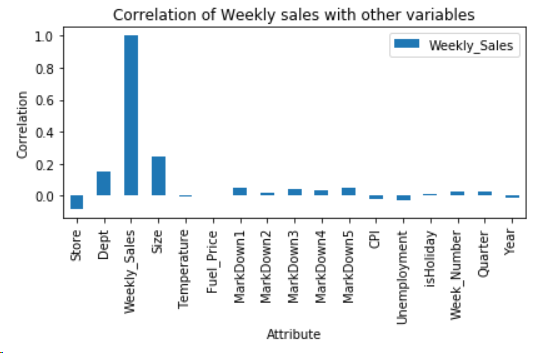 Correlation of Weekly sales with other variables
Weekly_Sales
1.0
0.8
0.6
0.4
0.2
0.0
Correlation
Store
Dept
Weekly_Sales
Size
Temperature
Fuel_Price
MarkDown1
MarkDown2
MarkDown3
MarkDown4
MarkDown5
CPI
Unemployment
isHoliday
Week_Number
Quarter
Year
Attribute